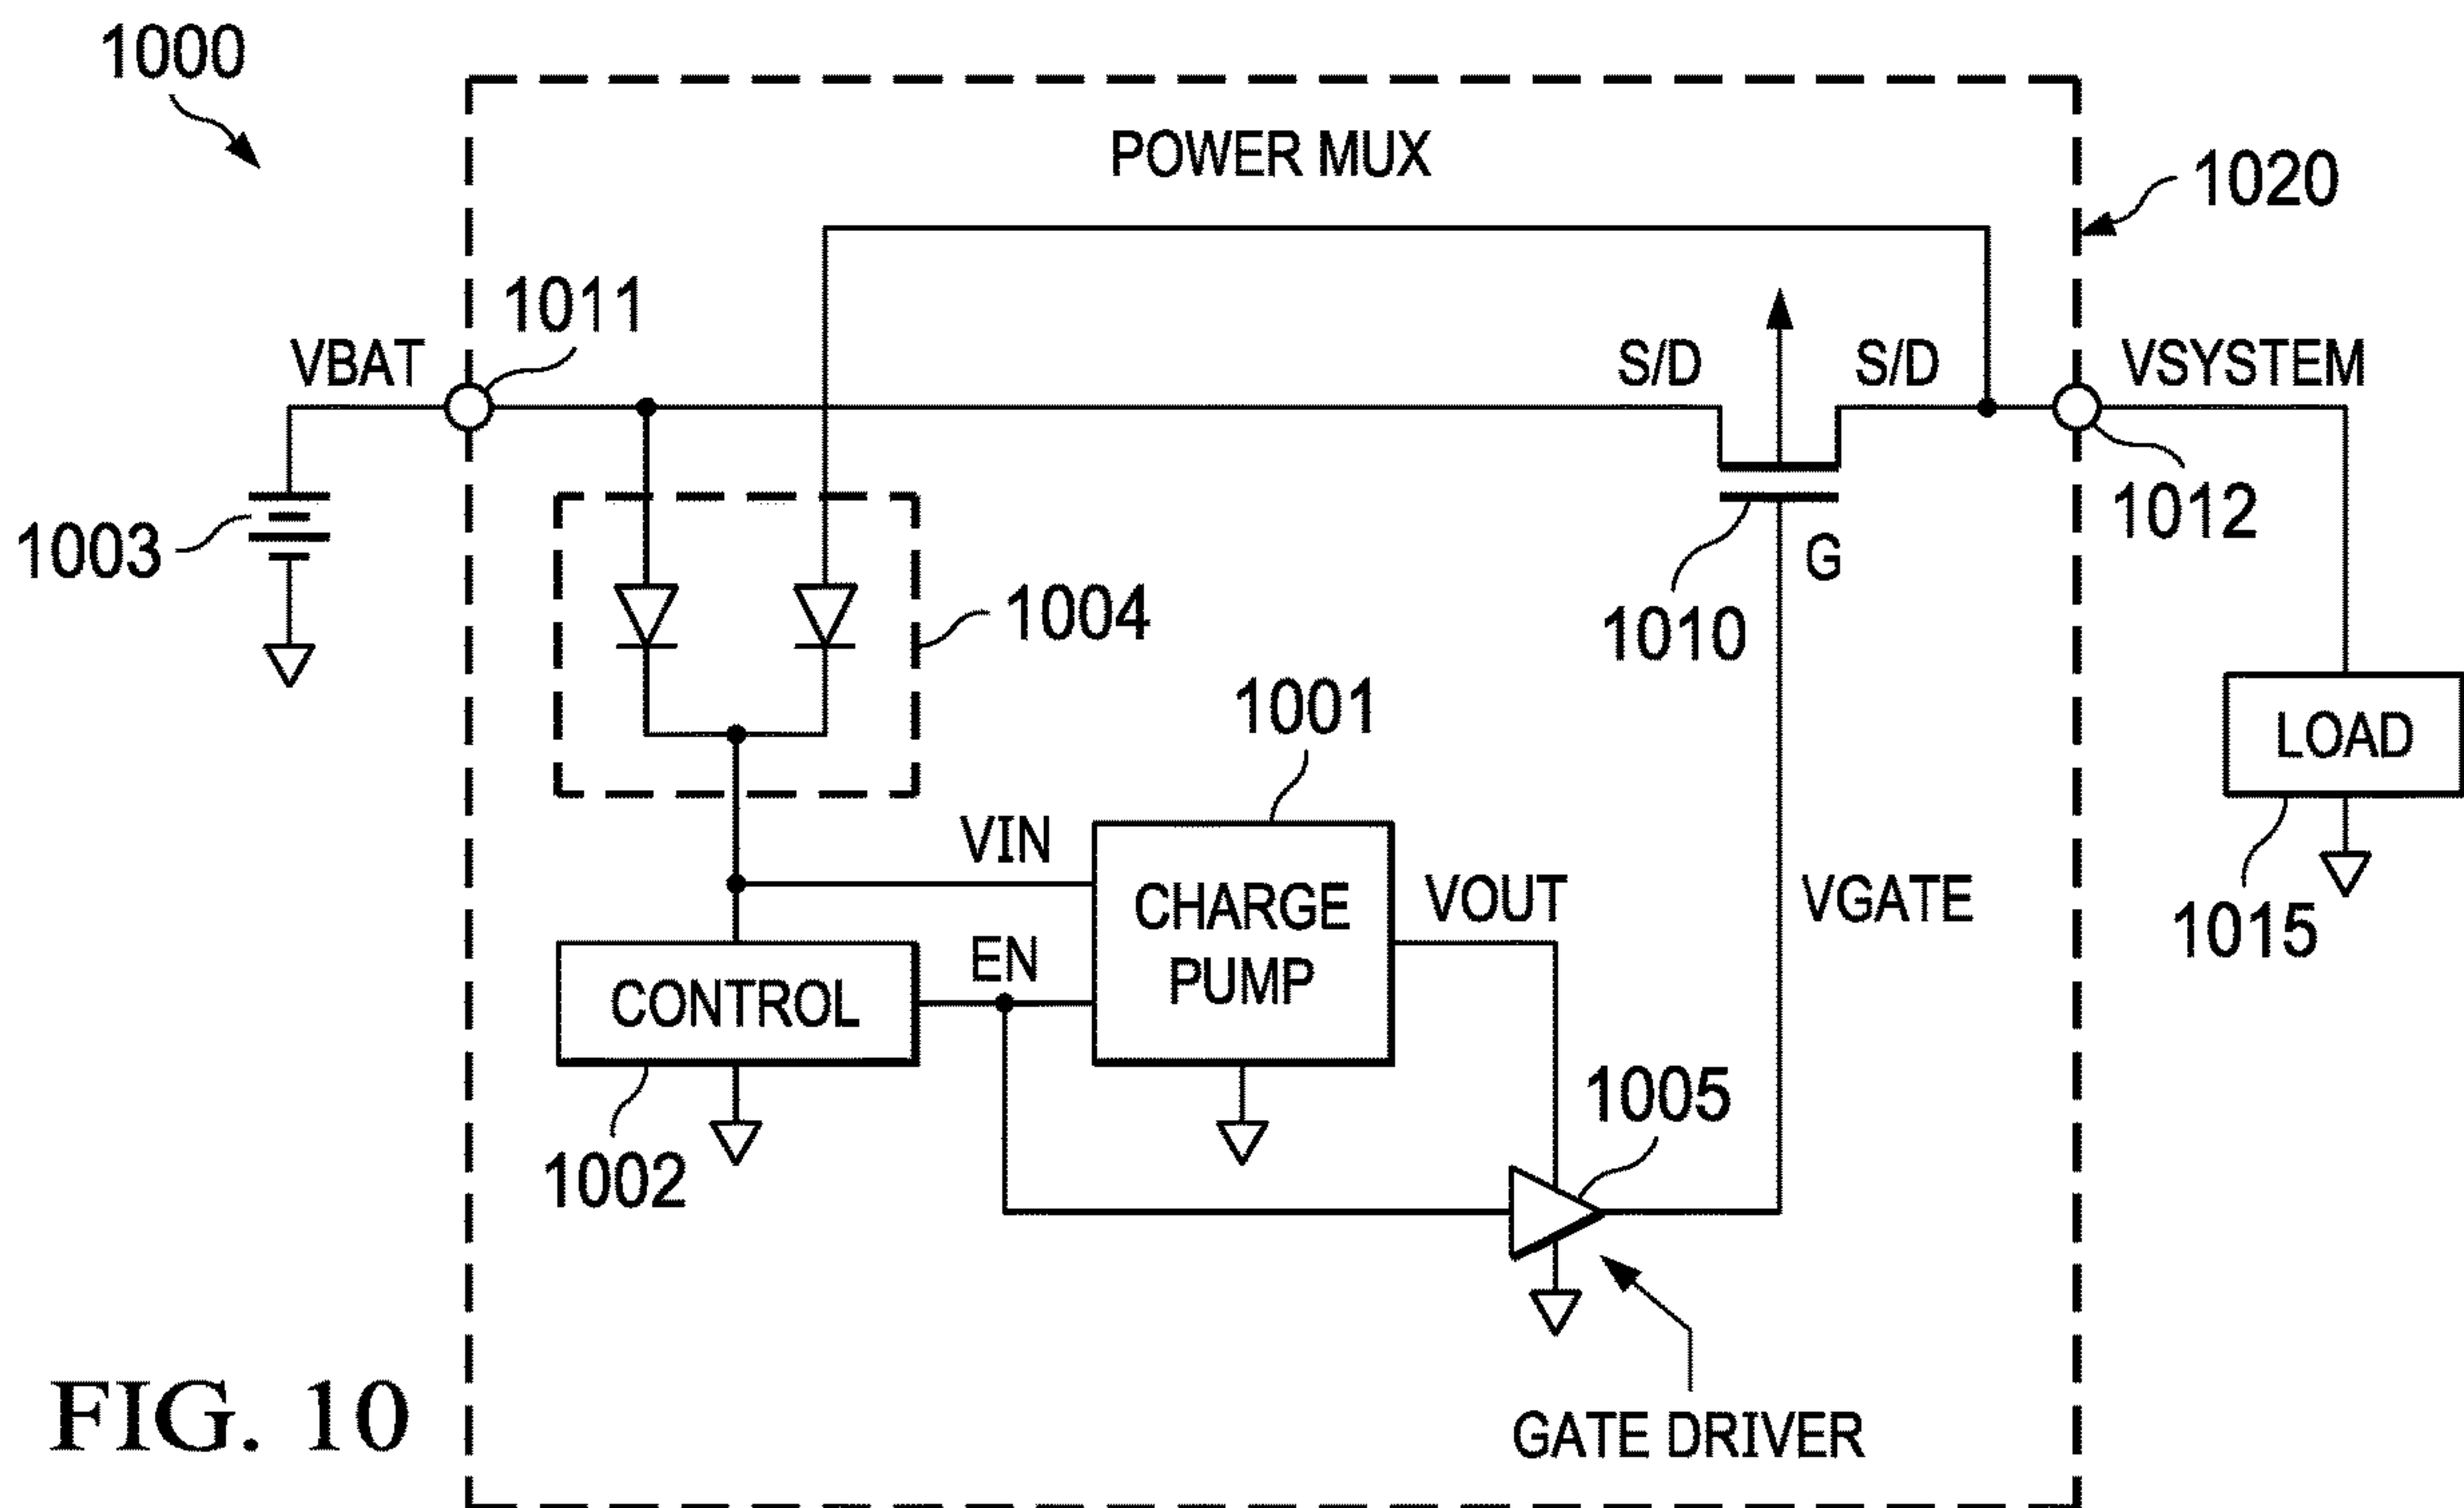 1000
POWER MUX
1020
1011
VBAT
S/D
S/D
VSYSTEM
1003
1012
G
1004
1010
1001
LOAD
VIN
CHARGE
PUMP
VOUT
VGATE
1015
EN
CONTROL
1005
1002
GATE DRIVER
FIG. 10